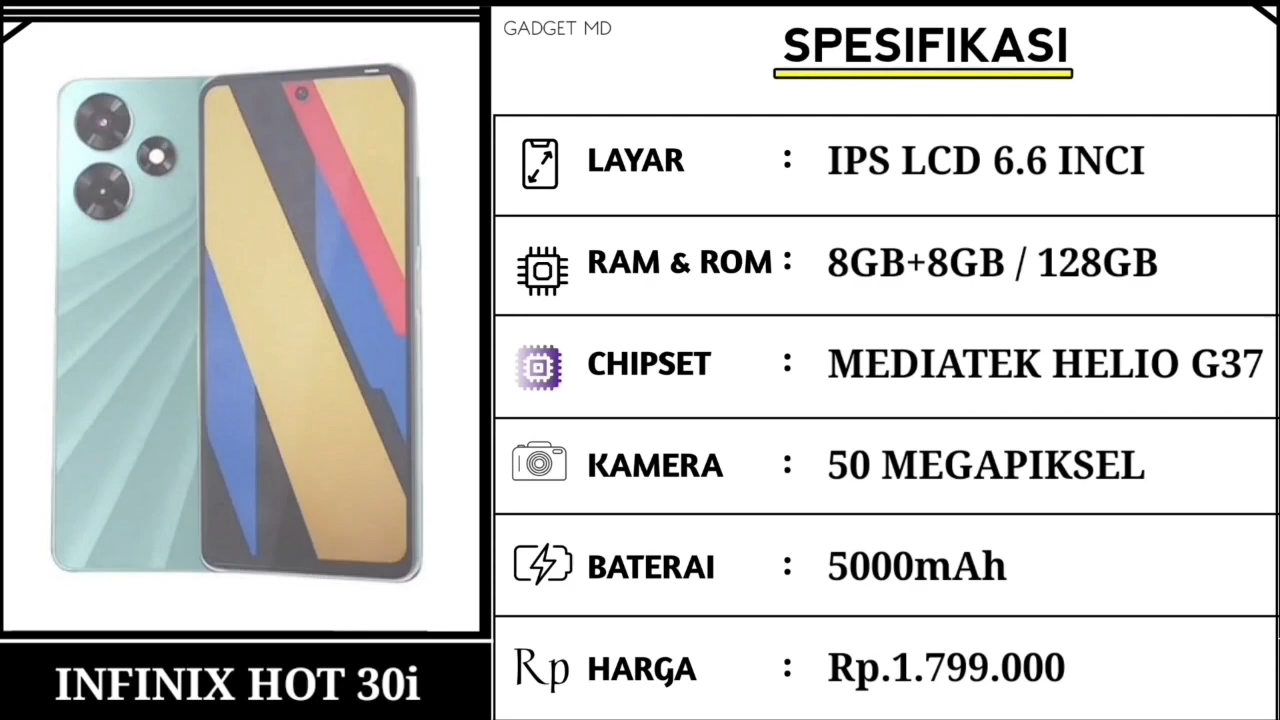 GADGET MD
SPESIFIKASI
LAYAR : IPS LCD 6.6 INCI
RAM & ROM : 8GB+8GB / 128GB
CHIPSET : MEDIATEK HELIO G37
KAMERA : 50 MEGAPIKSEL
BATERAI : 5000mAh
Rp HARGA : Rp.1.799.000
INFINIX HOT 30i